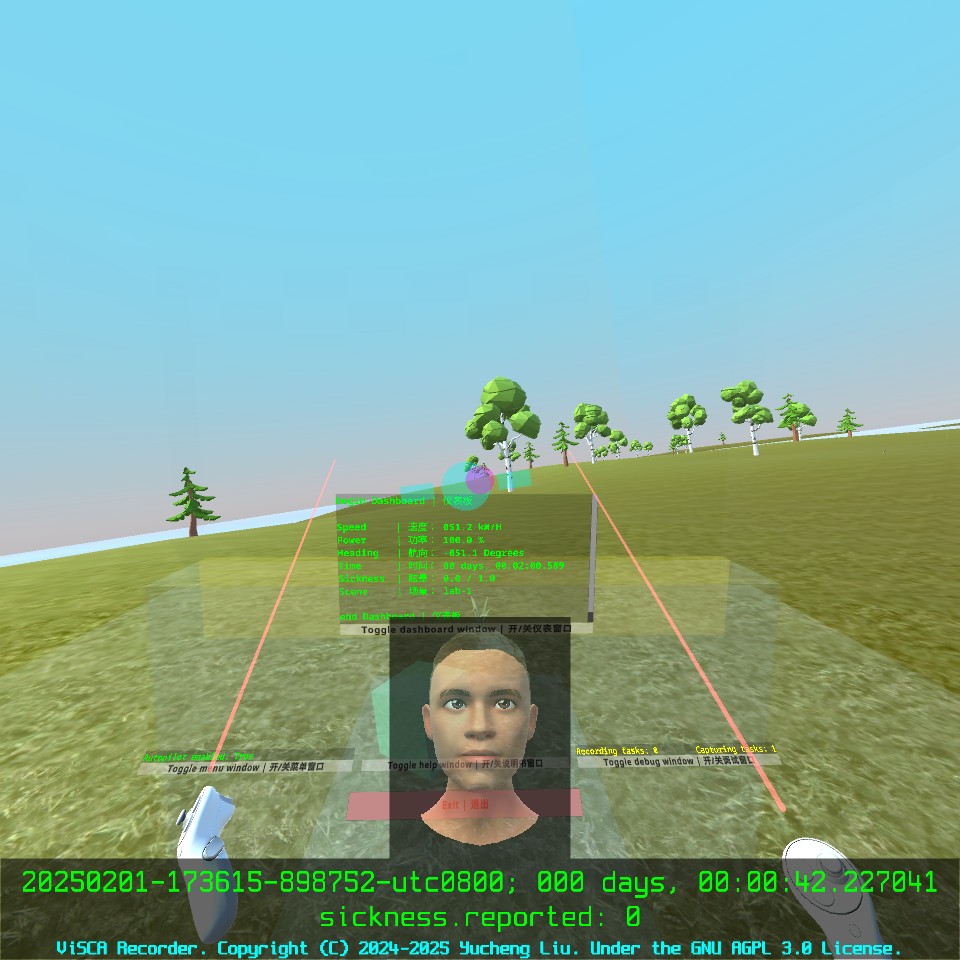 Begin Dashboard | 仪表板
Speed | 速度： 051.2 kM/H
Power | 功率： 100.0 %
Heading | 航向： -051.1 Degrees
Time | 时间： 00 days, 00:02:00.509
Sickness | 眩晕： 0.0 / 1.0
Scene | 场景： lab-1
End Dashboard | 仪表板
Toggle dashboard window | 开/关仪表窗口
Autopilot enabled: True
Recording tasks: 0 Capturing tasks: 1
Toggle menu window | 开/关菜单窗口
Toggle help window | 开/关说明书窗口
Toggle debug window | 开/关调试窗口
Exit | 退出
20250201-173615-898752-utc0800; 000 days, 00:00:42.227041
sickness.reported: 0
ViSCA Recorder. Copyright (C) 2024-2025 Yucheng Liu. Under the GNU AGPL 3.0 License.